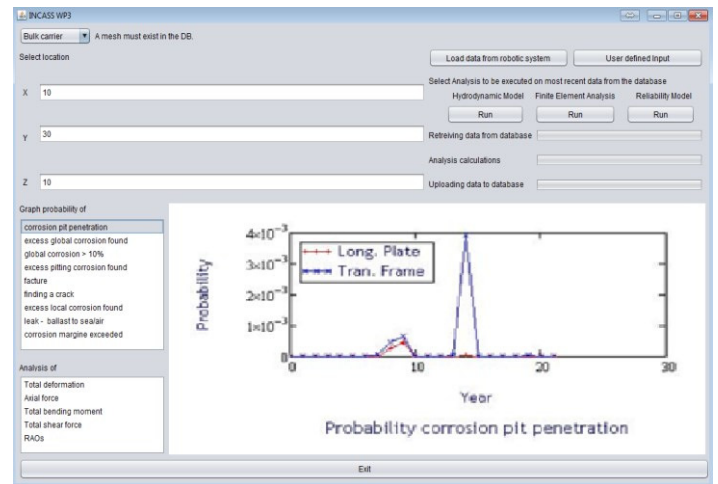 INCASS WP3
Bulk carrier A mesh must exist in the DB.
Select location
Load data from robotic system User defined Input
Select Analysis to be executed on most recent data from the database
Hydrodynamic Model Finite Element Analysis Reliability Model
Run Run Run
X 10
Y 30
Z 10
Retreiving data from database
Analysis calculations
Uploading data to database
Graph probability of
corrosion pit penetration
excess global corrosion found
global corrosion > 10%
excess pitting corrosion found
facture
finding a crack
excess local corrosion found
leak - ballast to sea/air
corrosion margine exceeded
Analysis of
Total deformation
Axial force
Total bending moment
Total shear force
RAOs
Probability
4×10⁻³
3×10⁻³
2×10⁻³
1×10⁻³
0
Long. Plate
Tran. Frame
0 10 20 30
Year
Probability corrosion pit penetration
Exit